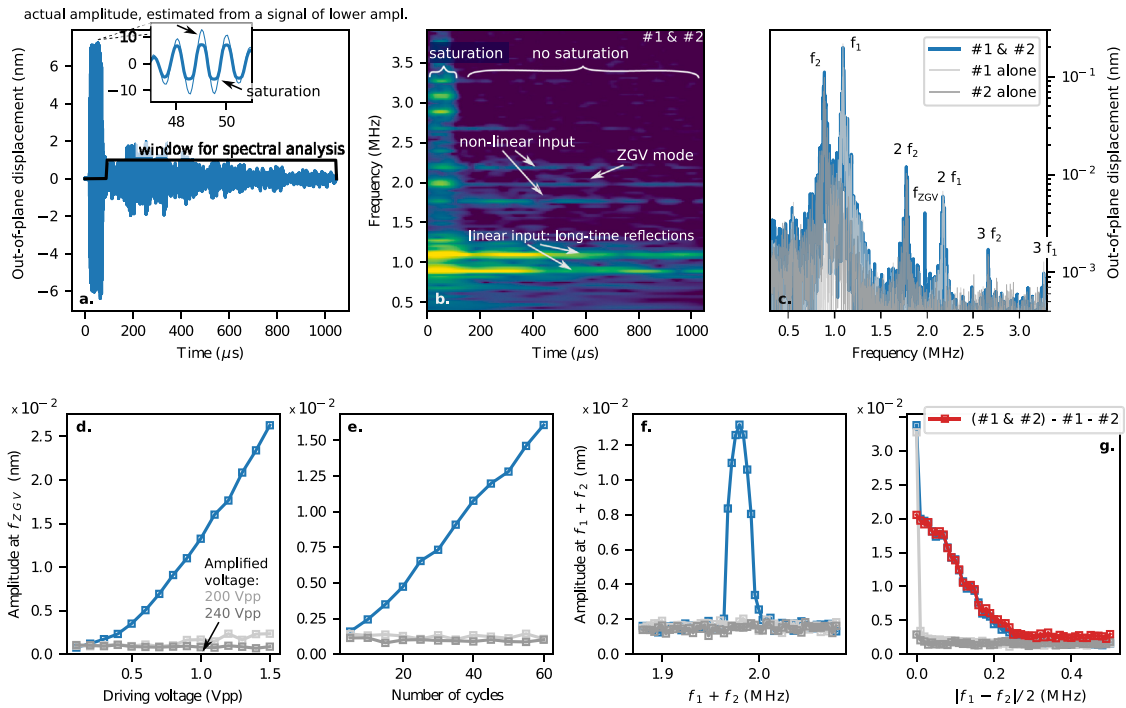 actual amplitude, estimated from a signal of lower ampl.
Out-of-plane displacement (nm)
6
4
2
0
−2
−4
−6
10
0
−10
48
50
saturation
window for spectral analysis
a.
0
200
400
600
800
1000
Time (μs)
#1 & #2
saturation
no saturation
non-linear input
ZGV mode
linear input: long-time reflections
b.
Frequency (MHz)
3.5
3.0
2.5
2.0
1.5
1.0
0.5
0
200
400
600
800
1000
Time (μs)
#1 & #2
#1 alone
#2 alone
f₂
f₁
2 f₂
f_ZGV
2 f₁
3 f₂
3 f₁
c.
0.5
1.0
1.5
2.0
2.5
3.0
Frequency (MHz)
10⁻¹
10⁻²
10⁻³
Out-of-plane displacement (nm)
× 10⁻²
d.
Amplitude at f_ZGV (nm)
2.5
2.0
1.5
1.0
0.5
0.0
Amplified
voltage:
200 Vpp
240 Vpp
0.5
1.0
1.5
Driving voltage (Vpp)
× 10⁻²
e.
1.50
1.25
1.00
0.75
0.50
0.25
0.00
20
40
60
Number of cycles
× 10⁻²
f.
Amplitude at f₁ + f₂ (nm)
1.2
1.0
0.8
0.6
0.4
0.2
0.0
1.9
2.0
f₁ + f₂ (MHz)
× 10⁻²
(#1 & #2) - #1 - #2
g.
3.5
3.0
2.5
2.0
1.5
1.0
0.5
0.0
0.0
0.2
0.4
|f₁ − f₂|/2 (MHz)